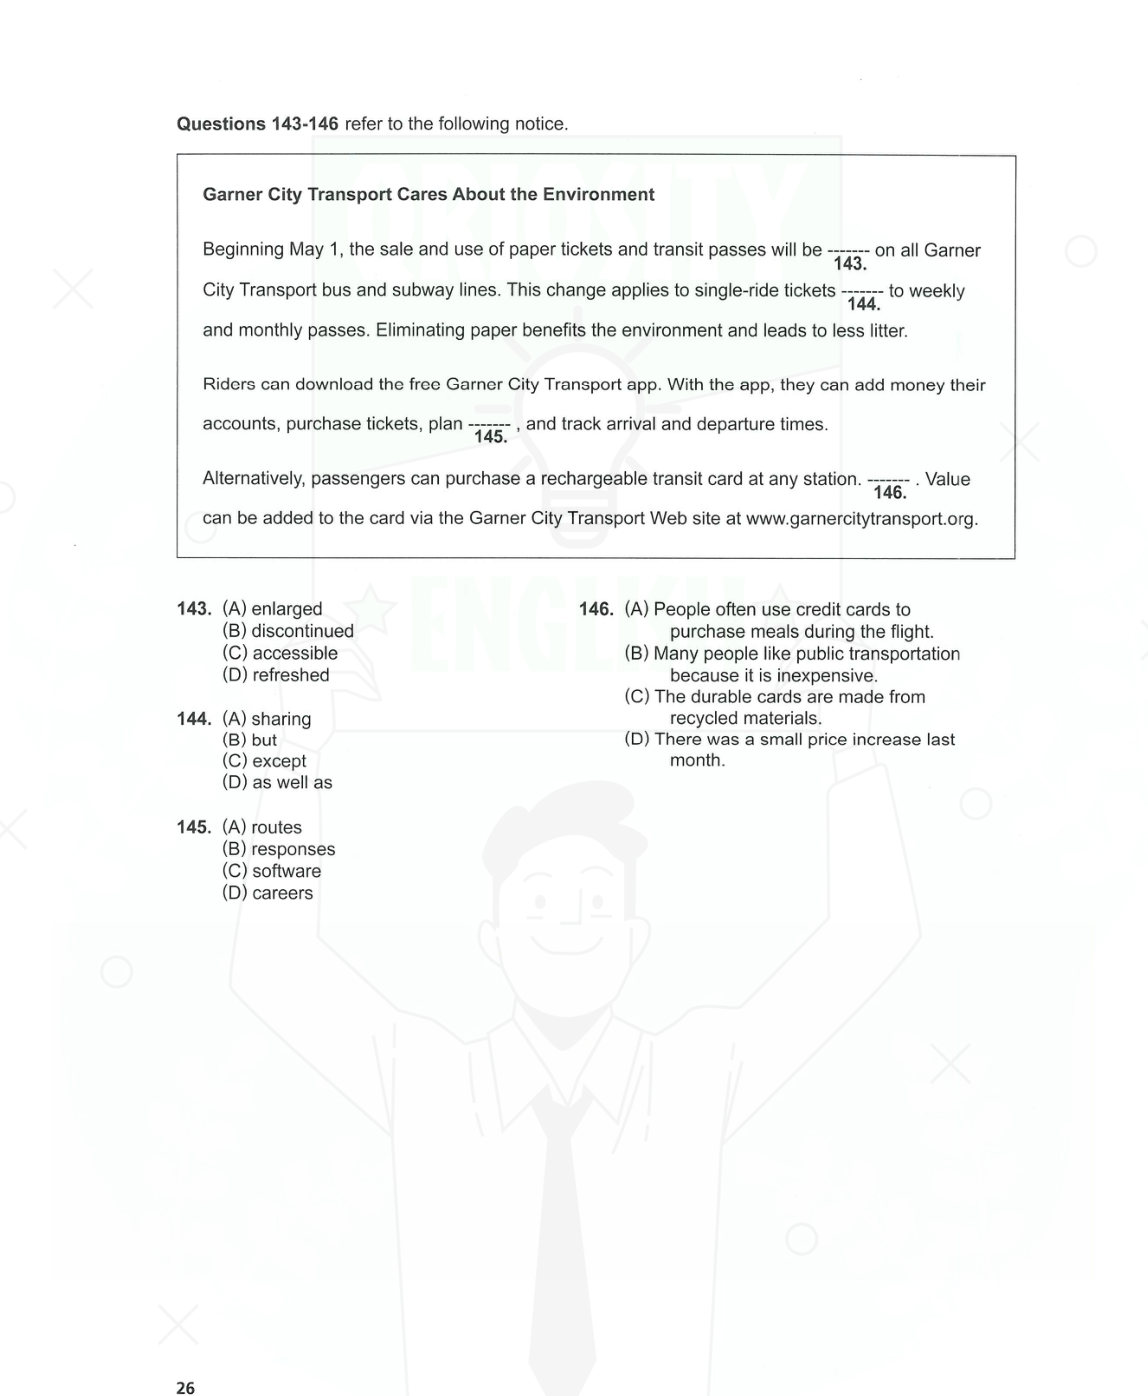 Questions 143-146 refer to the following notice.
Garner City Transport Cares About the Environment
Beginning May 1, the sale and use of paper tickets and transit passes will be ------- on all Garner
143.
City Transport bus and subway lines. This change applies to single-ride tickets ------- to weekly
144.
and monthly passes. Eliminating paper benefits the environment and leads to less litter.
Riders can download the free Garner City Transport app. With the app, they can add money their
accounts, purchase tickets, plan ------- , and track arrival and departure times.
145.
Alternatively, passengers can purchase a rechargeable transit card at any station. ------- . Value
146.
can be added to the card via the Garner City Transport Web site at www.garnercitytransport.org.
143. (A) enlarged
(B) discontinued
(C) accessible
(D) refreshed
144. (A) sharing
(B) but
(C) except
(D) as well as
145. (A) routes
(B) responses
(C) software
(D) careers
146. (A) People often use credit cards to
purchase meals during the flight.
(B) Many people like public transportation
because it is inexpensive.
(C) The durable cards are made from
recycled materials.
(D) There was a small price increase last
month.
26